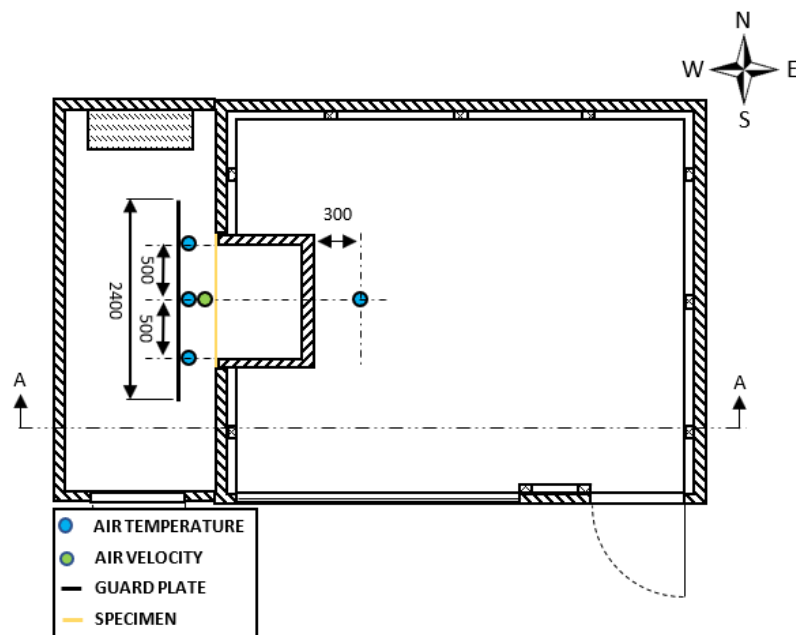 N
W E
S
300
500
2400
500
A A
AIR TEMPERATURE
AIR VELOCITY
GUARD PLATE
SPECIMEN